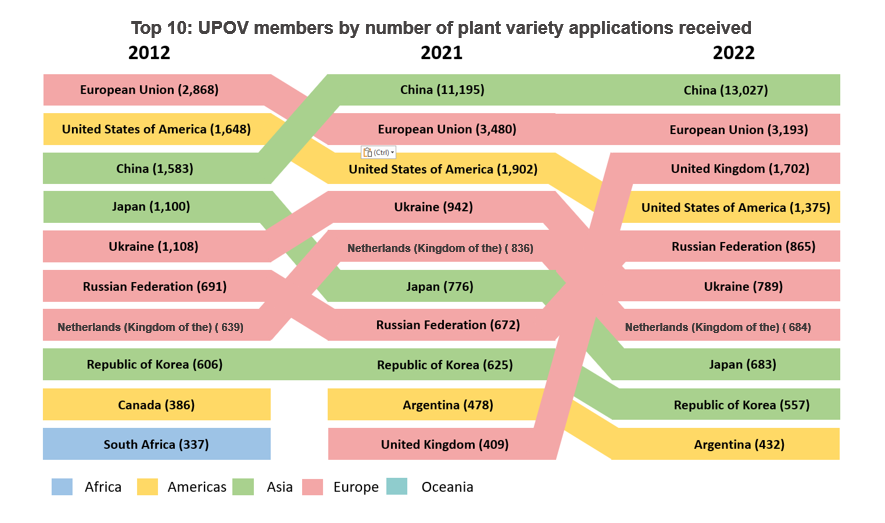 Top 10: UPOV members by number of plant variety applications received
2012 2021 2022
European Union (2,868) China (11,195) China (13,027)
United States of America (1,648) European Union (3,480) European Union (3,193)
(Ctrl)
China (1,583) United States of America (1,902) United Kingdom (1,702)
Japan (1,100) Ukraine (942) United States of America (1,375)
Ukraine (1,108) Netherlands (Kingdom of the) ( 836) Russian Federation (865)
Russian Federation (691) Japan (776) Ukraine (789)
Netherlands (Kingdom of the) ( 639) Russian Federation (672) Netherlands (Kingdom of the) ( 684)
Republic of Korea (606) Republic of Korea (625) Japan (683)
Canada (386) Argentina (478) Republic of Korea (557)
South Africa (337) United Kingdom (409) Argentina (432)
Africa Americas Asia Europe Oceania